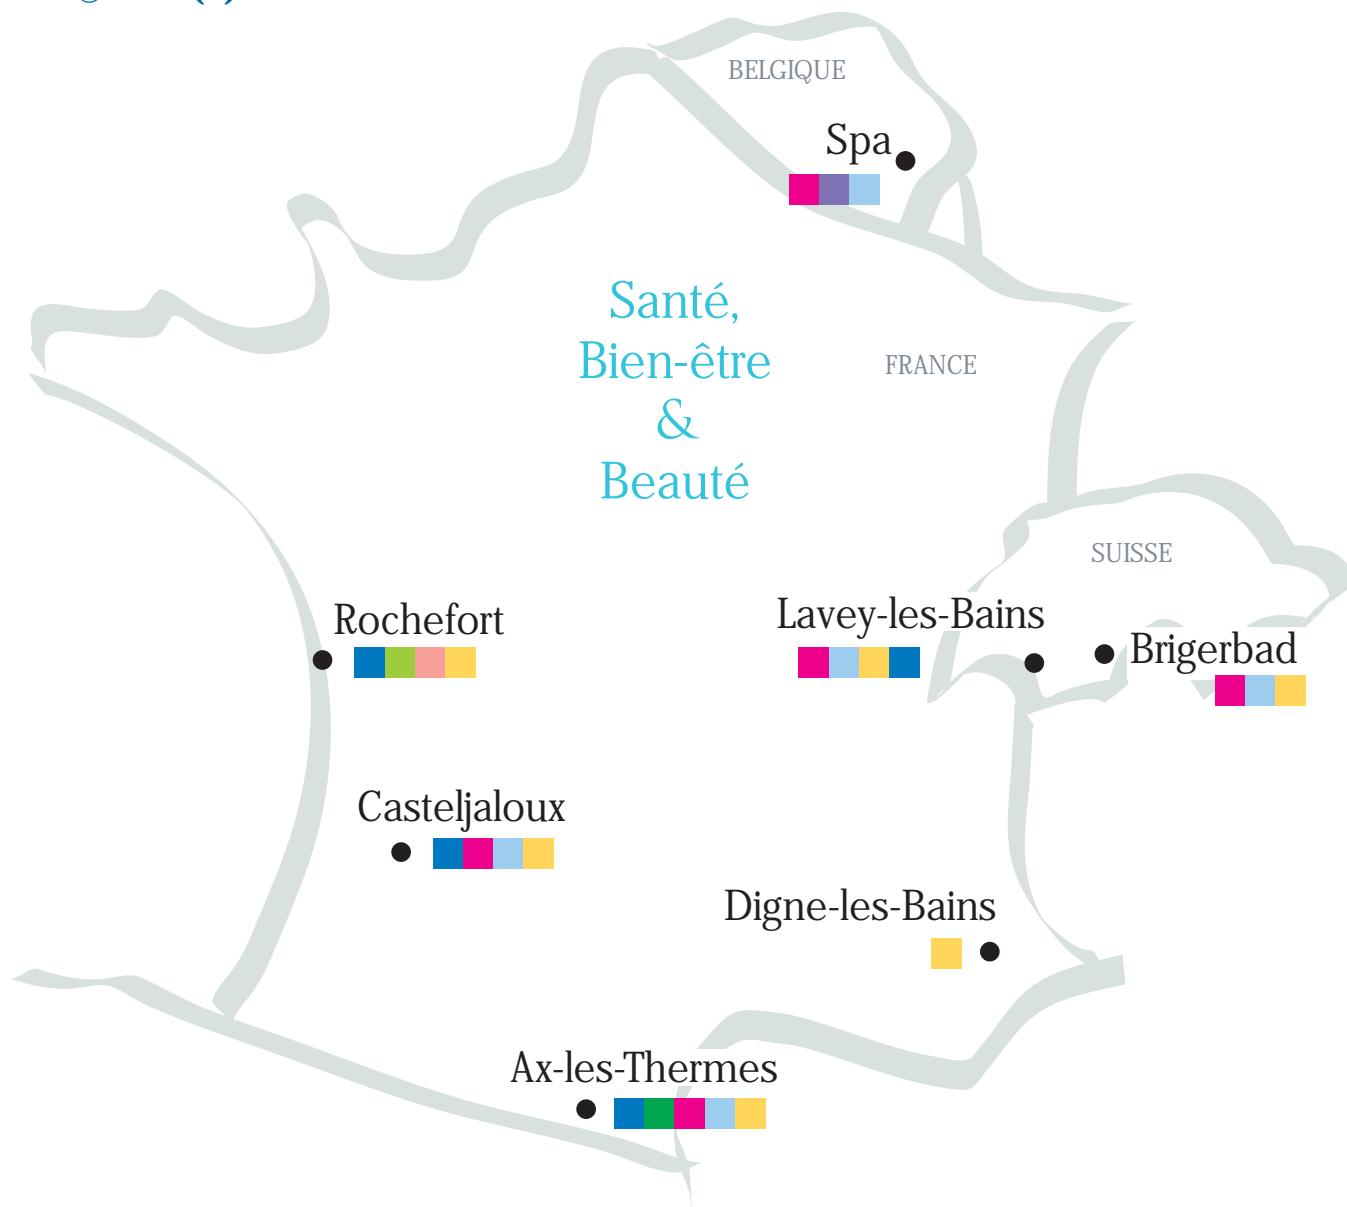 BELGIQUE
Spa
Santé,
Bien-être
&
Beauté
FRANCE
SUISSE
Rochefort
Lavey-les-Bains
Brigerbad
Casteljaloux
Digne-les-Bains
Ax-les-Thermes